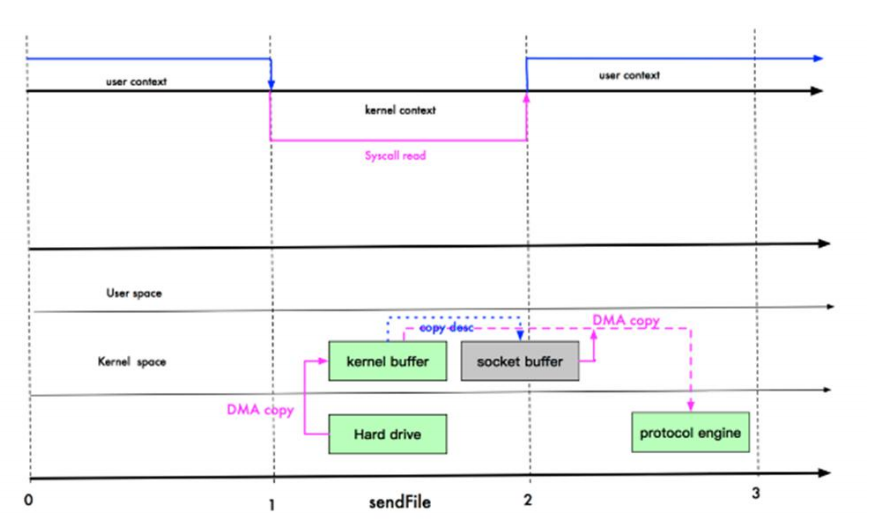 user context
user context
kernel context
Syscall read
User space
copy desc
DMA copy
Kernel space
kernel buffer
socket buffer
DMA copy
Hard drive
protocol engine
0
1
sendFile
2
3